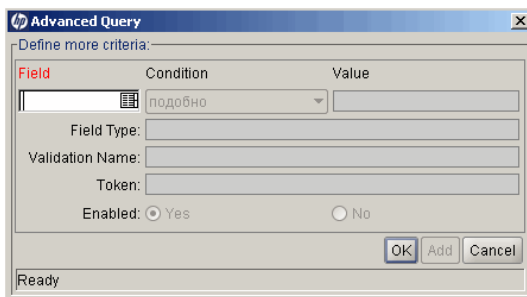 hp Advanced Query
Define more criteria:
Field Condition Value
подобно
Field Type:
Validation Name:
Token:
Enabled: Yes No
OK Add Cancel
Ready